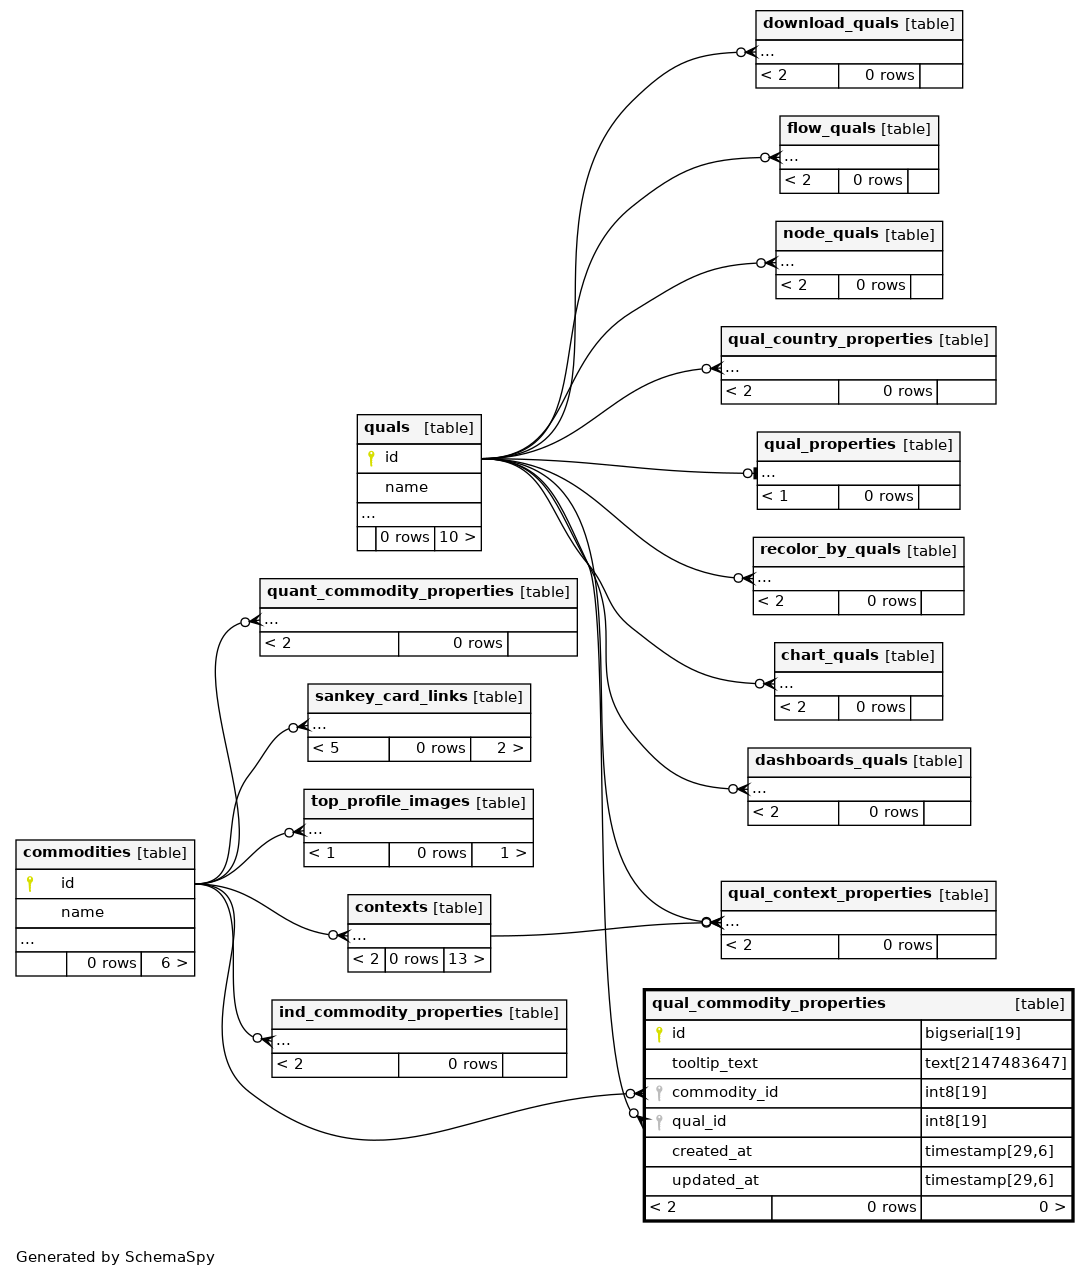 download_quals [table]
...
< 2 0 rows
flow_quals [table]
...
< 2 0 rows
node_quals [table]
...
< 2 0 rows
qual_country_properties [table]
...
< 2 0 rows
quals [table]
id
name
...
0 rows 10 >
qual_properties [table]
...
< 1 0 rows
recolor_by_quals [table]
...
< 2 0 rows
quant_commodity_properties [table]
...
< 2 0 rows
chart_quals [table]
...
< 2 0 rows
sankey_card_links [table]
...
< 5 0 rows 2 >
dashboards_quals [table]
...
< 2 0 rows
top_profile_images [table]
...
< 1 0 rows 1 >
commodities [table]
id
name
...
0 rows 6 >
contexts [table]
...
< 2 0 rows 13 >
qual_context_properties [table]
...
< 2 0 rows
ind_commodity_properties [table]
...
< 2 0 rows
qual_commodity_properties [table]
id bigserial[19]
tooltip_text text[2147483647]
commodity_id int8[19]
qual_id int8[19]
created_at timestamp[29,6]
updated_at timestamp[29,6]
< 2 0 rows 0 >
Generated by SchemaSpy